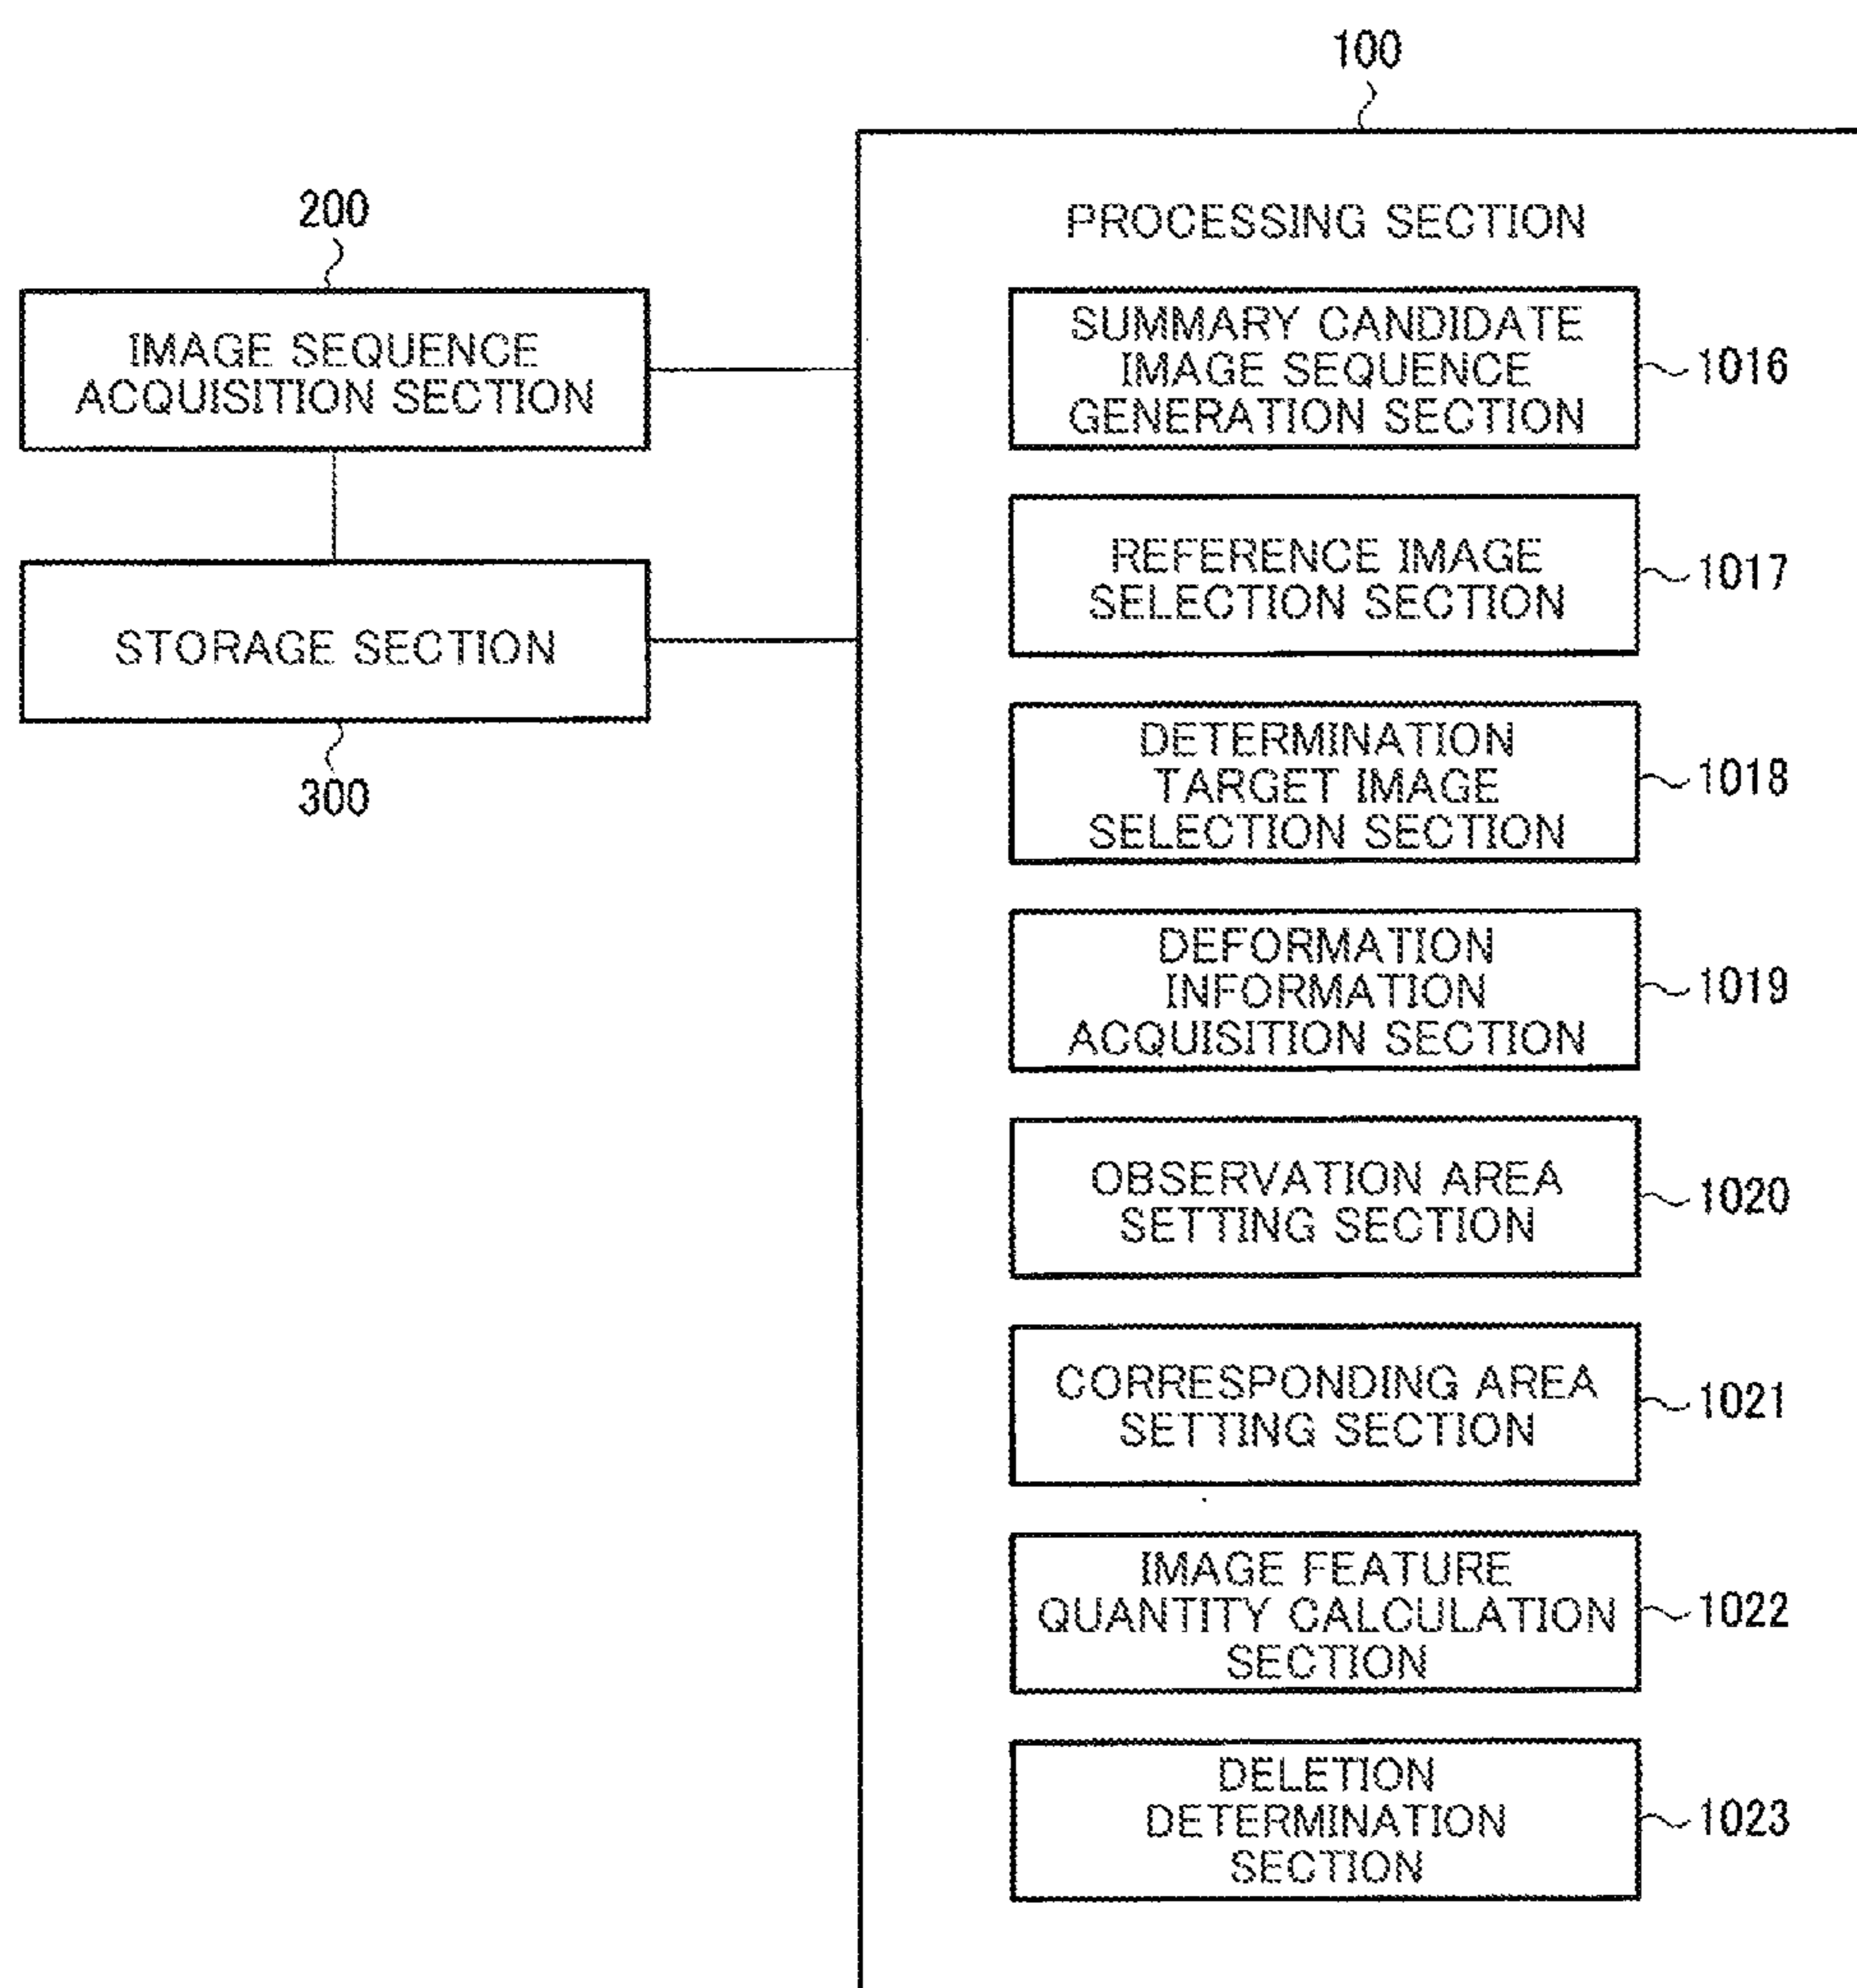 100
PROCESSING SECTION
200
IMAGE SEQUENCE
ACQUISITION SECTION
STORAGE SECTION
300
SUMMARY CANDIDATE
IMAGE SEQUENCE
GENERATION SECTION
1016
REFERENCE IMAGE
SELECTION SECTION
1017
DETERMINATION
TARGET IMAGE
SELECTION SECTION
1018
DEFORMATION
INFORMATION
ACQUISITION SECTION
1019
OBSERVATION AREA
SETTING SECTION
1020
CORRESPONDING AREA
SETTING SECTION
1021
IMAGE FEATURE
QUANTITY CALCULATION
SECTION
1022
DELETION
DETERMINATION
SECTION
1023